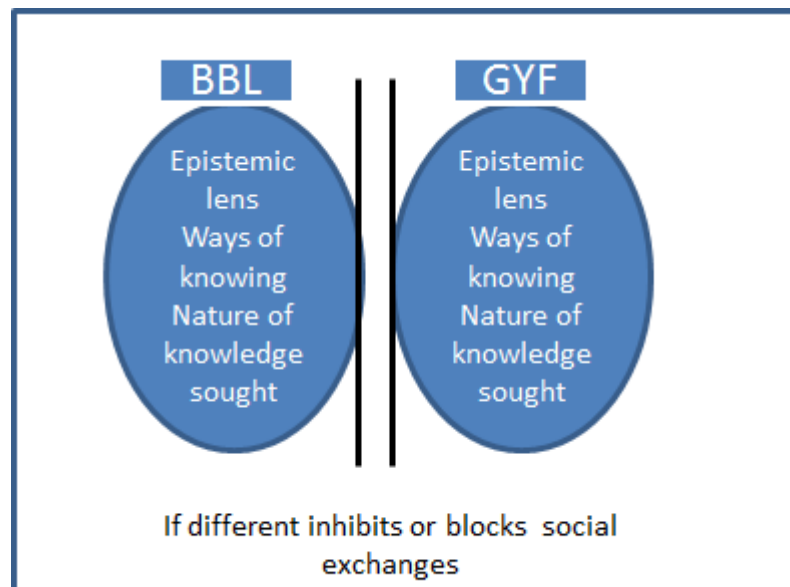 BBL
Epistemic
lens
Ways of
knowing
Nature of
knowledge
sought
GYF
Epistemic
lens
Ways of
knowing
Nature of
knowledge
sought
If different inhibits or blocks social
exchanges